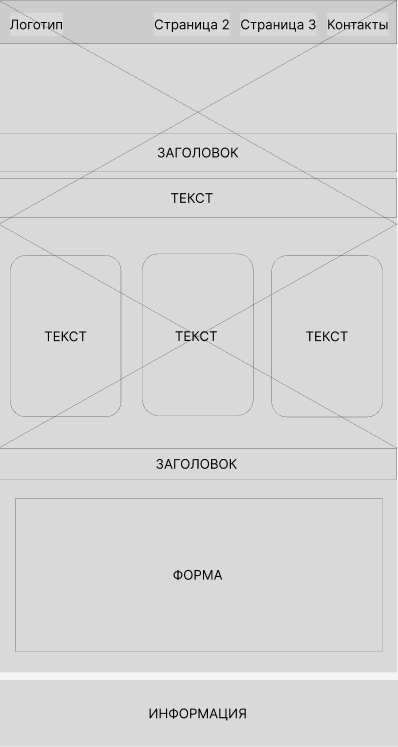 Логотип Страница 2 Страница 3 Контакты
ЗАГОЛОВОК
ТЕКСТ
ТЕКСТ ТЕКСТ ТЕКСТ
ЗАГОЛОВОК
ФОРМА
ИНФОРМАЦИЯ